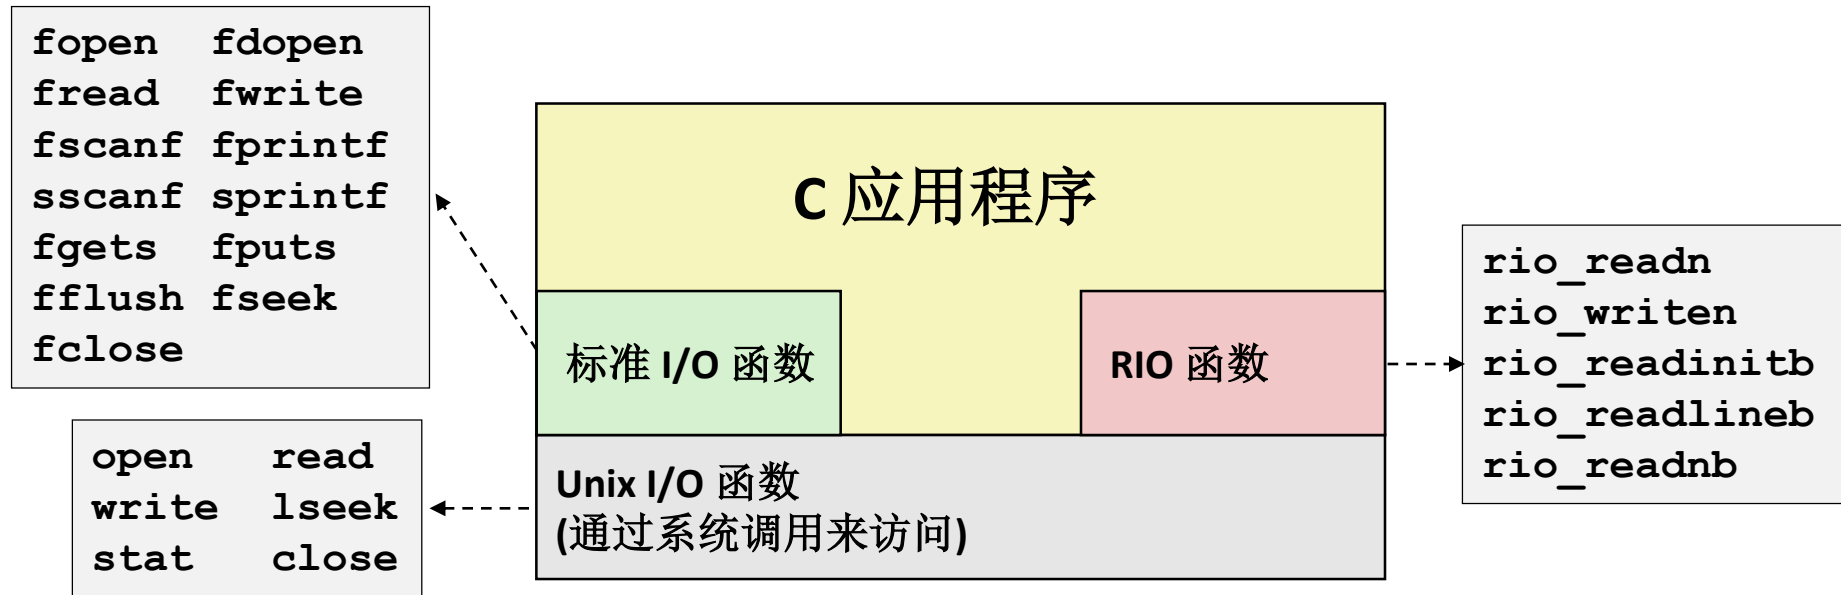 fopen fdopen
fread fwrite
fscanf fprintf
sscanf sprintf
fgets fputs
fflush fseek
fclose
C 应用程序
标准 I/O 函数
RIO 函数
rio_readn
rio_writen
rio_readinitb
rio_readlineb
rio_readnb
open read
write lseek
stat close
Unix I/O 函数
(通过系统调用来访问)